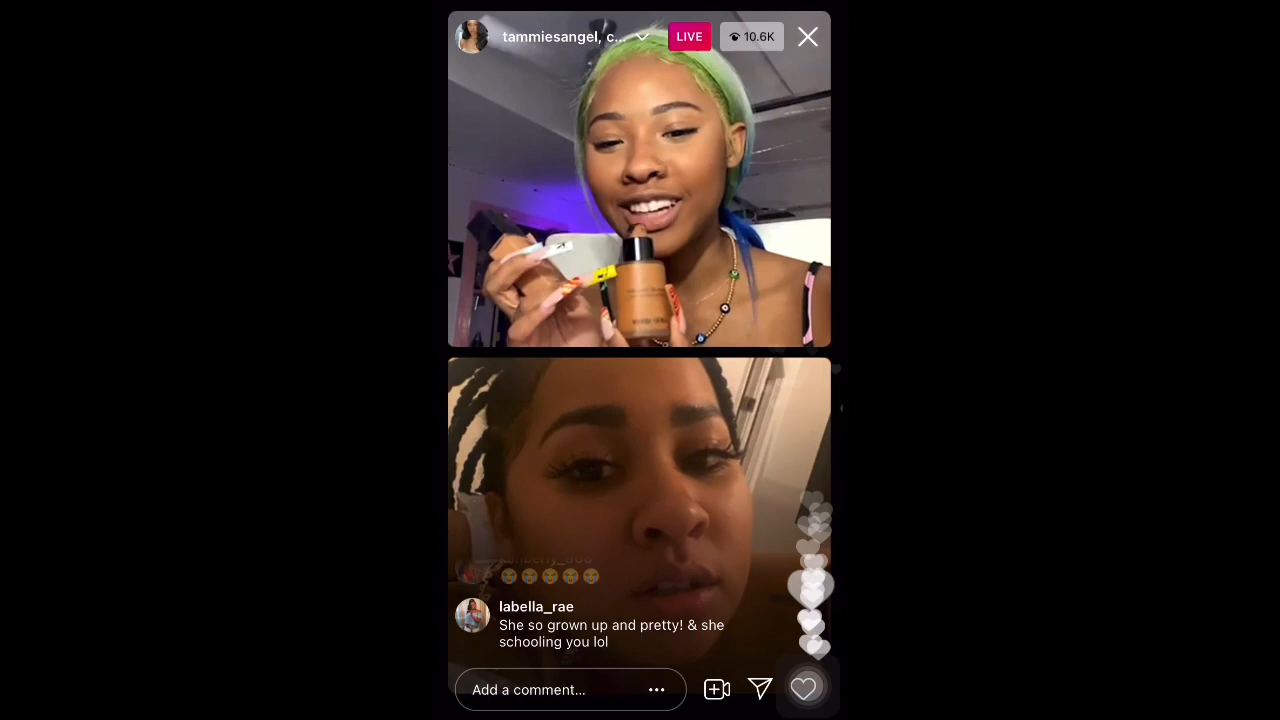 tammiesangel, c...
LIVE
10.6K
labella_rae
She so grown up and pretty! & she
schooling you lol
Add a comment...